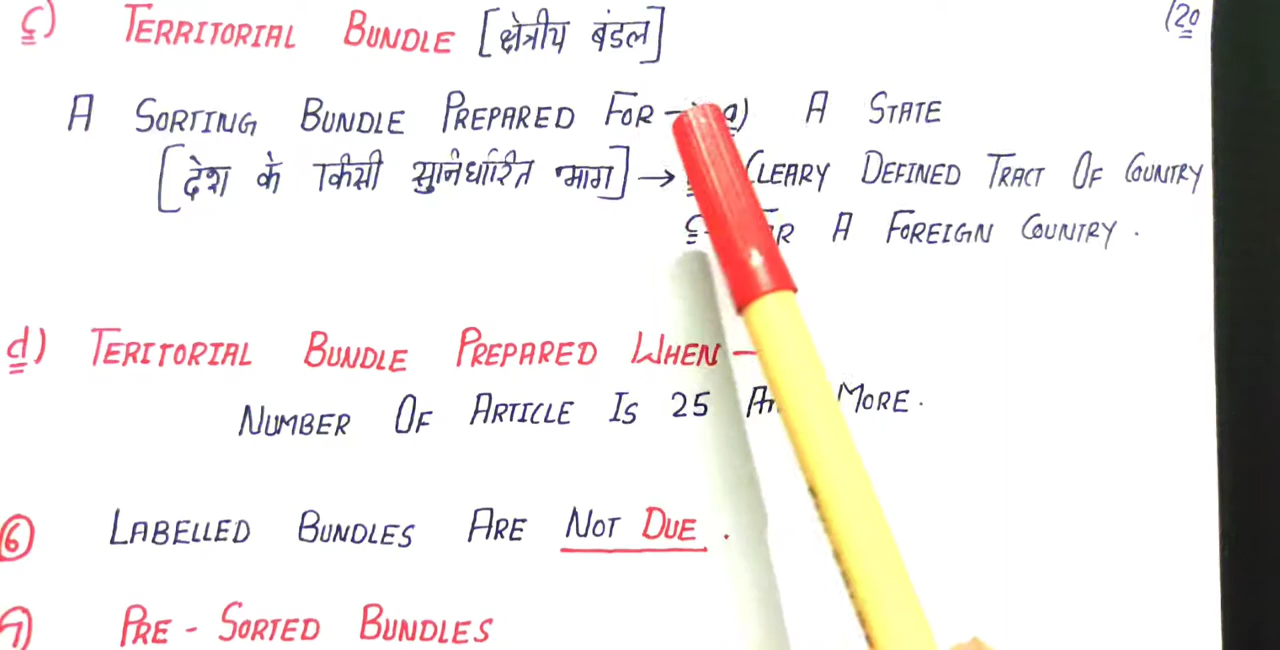 c) TERRITORIAL BUNDLE [क्षेत्रीय बंडल] (20
A SORTING BUNDLE PREPARED FOR → a) A STATE
[देश के किसी सुनिर्धारित भाग] → CLEARY DEFINED TRACT OF COUNTRY
c A FOREIGN COUNTRY .
d) TERITORIAL BUNDLE PREPARED WHEN –
NUMBER OF ARTICLE IS 25 MORE .
6 LABELLED BUNDLES ARE NOT DUE .
7) PRE - SORTED BUNDLES